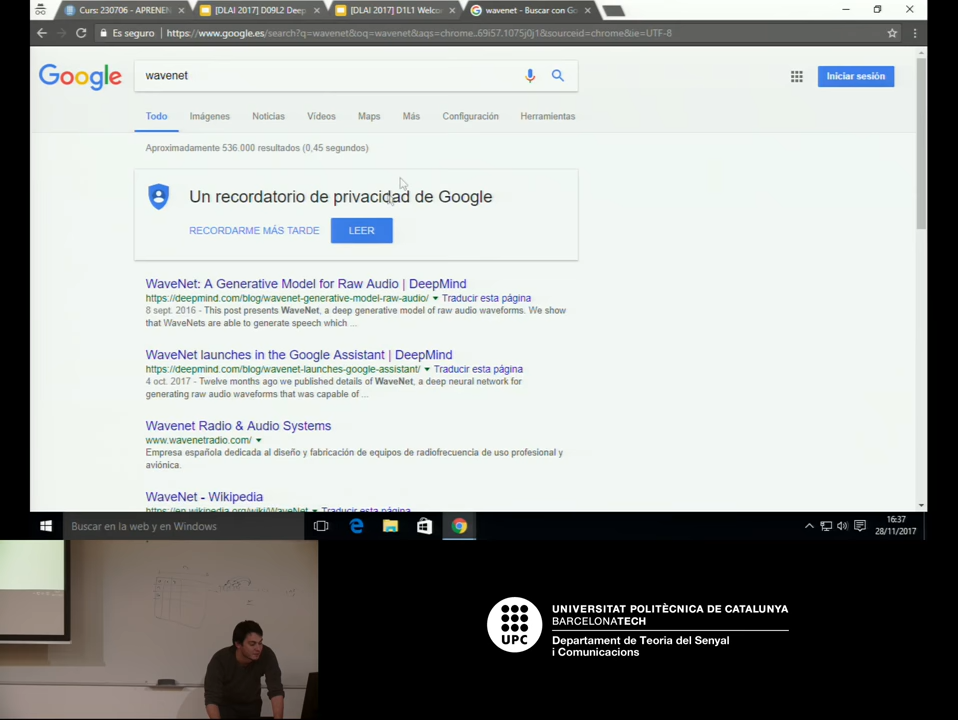 Curs: 230706 - APRENEN
[DLAI 2017] D09L2 Deep
[DLAI 2017] D1L1 Welco
wavenet - Buscar con Go
Es seguro
https://www.google.es/search?q=wavenet&oq=wavenet&aqs=chrome..69i57.1075j0j1&sourceid=chrome&ie=UTF-8
Google
wavenet
Iniciar sesión
Todo
Imágenes
Noticias
Vídeos
Maps
Más
Configuración
Herramientas
Aproximadamente 536.000 resultados (0,45 segundos)
Un recordatorio de privacidad de Google
RECORDARME MÁS TARDE
LEER
WaveNet: A Generative Model for Raw Audio | DeepMind
https://deepmind.com/blog/wavenet-generative-model-raw-audio/ Traducir esta página
8 sept. 2016 - This post presents WaveNet, a deep generative model of raw audio waveforms. We show
that WaveNets are able to generate speech which ...
WaveNet launches in the Google Assistant | DeepMind
https://deepmind.com/blog/wavenet-launches-google-assistant/ Traducir esta página
4 oct. 2017 - Twelve months ago we published details of WaveNet, a deep neural network for
generating raw audio waveforms that was capable of ...
Wavenet Radio & Audio Systems
www.wavenetradio.com/
Empresa española dedicada al diseño y fabricación de equipos de radiofrecuencia de uso profesional y
aviónica.
WaveNet - Wikipedia
https://en.wikipedia.org/wiki/WaveNet Traducir esta página
Buscar en la web y en Windows
16:37
28/11/2017
UPC
UNIVERSITAT POLITÈCNICA DE CATALUNYA
BARCELONATECH
Departament de Teoria del Senyal
i Comunicacions